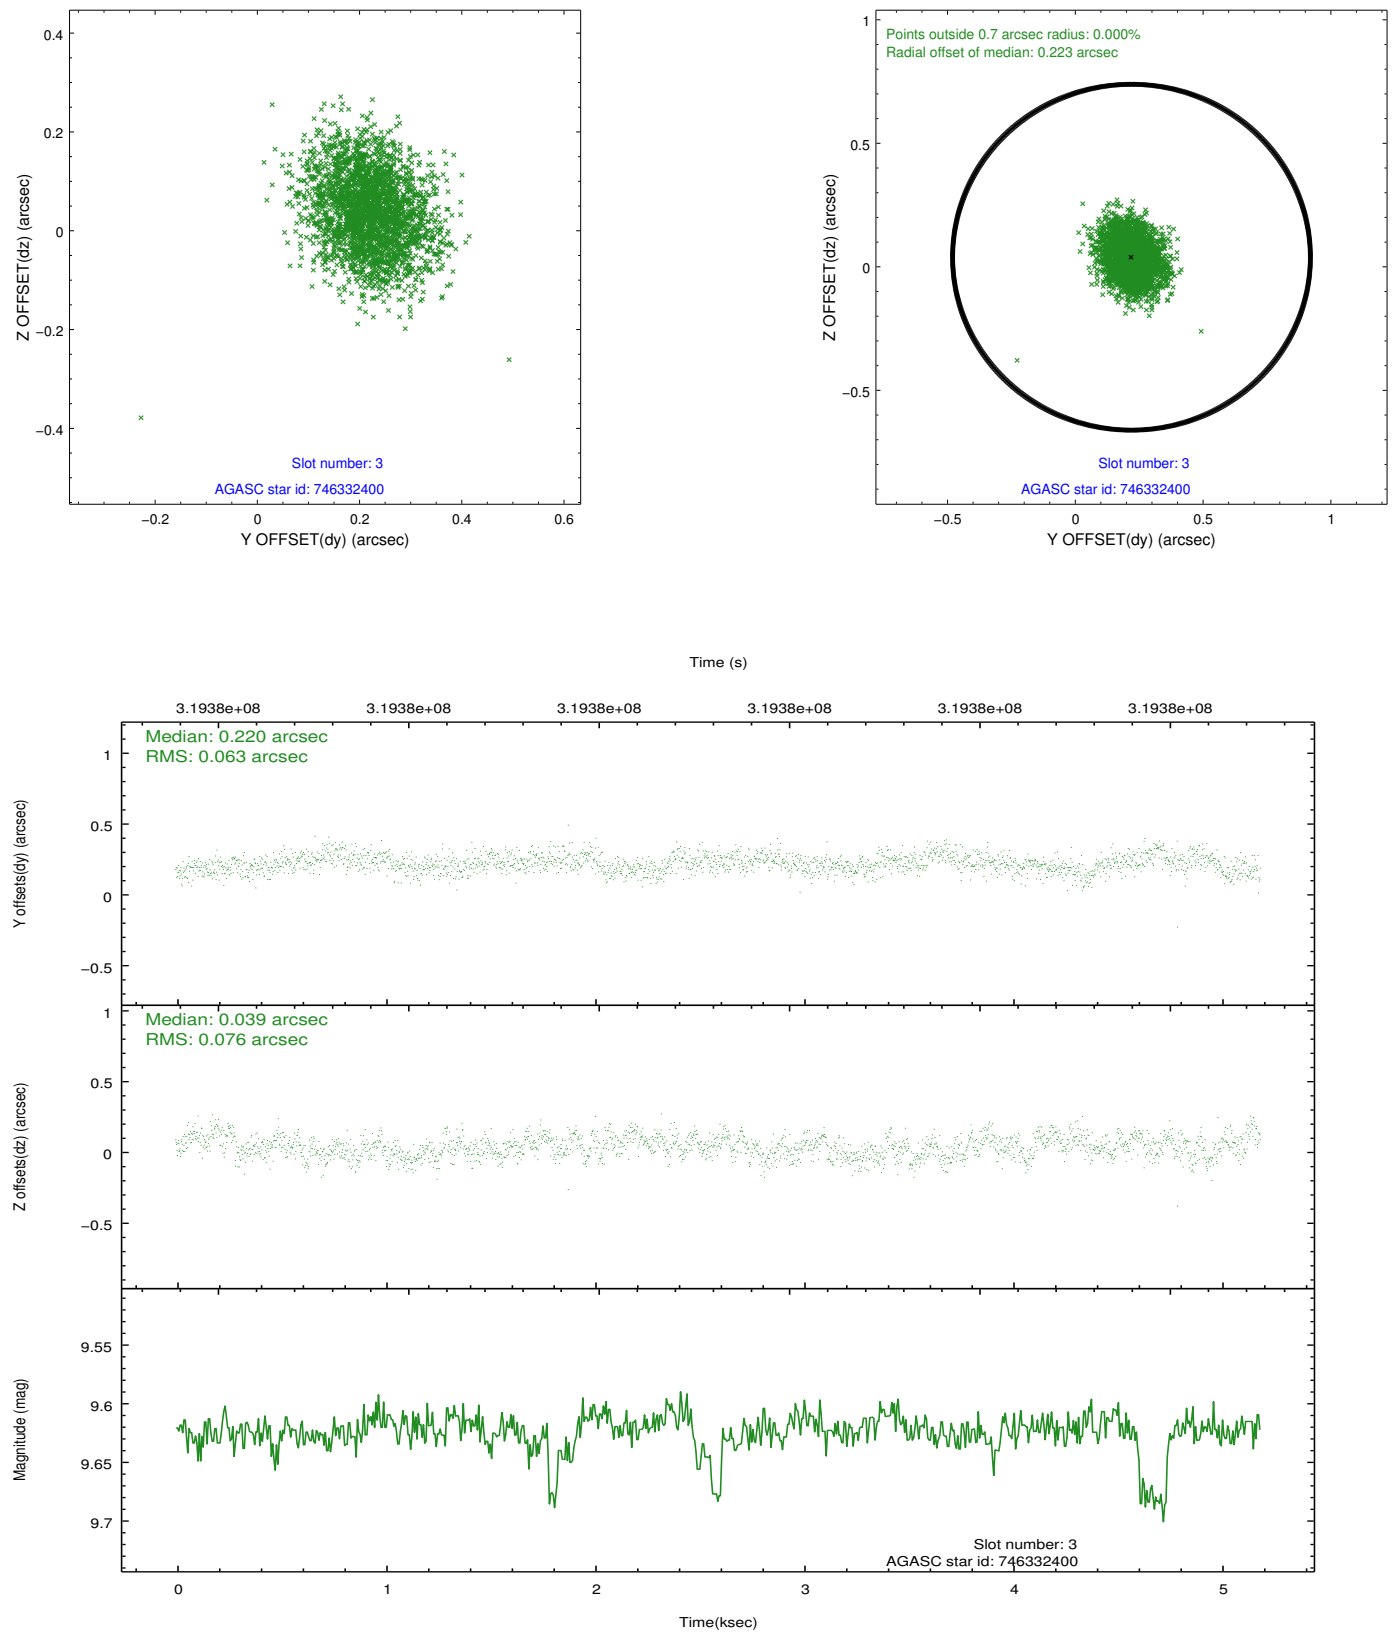 0.4
0.2
0
−0.2
−0.4
Z OFFSET(dz) (arcsec)
Slot number: 3
AGASC star id: 746332400
−0.2
0
0.2
0.4
0.6
Y OFFSET(dy) (arcsec)
1
0.5
0
−0.5
Z OFFSET(dz) (arcsec)
Points outside 0.7 arcsec radius: 0.000%
Radial offset of median: 0.223 arcsec
Slot number: 3
AGASC star id: 746332400
−0.5
0
0.5
1
Y OFFSET(dy) (arcsec)
Time (s)
3.1938e+08
3.1938e+08
3.1938e+08
3.1938e+08
3.1938e+08
3.1938e+08
Median: 0.220 arcsec
RMS: 0.063 arcsec
1
0.5
0
−0.5
Y offsets(dy) (arcsec)
Median: 0.039 arcsec
RMS: 0.076 arcsec
1
0.5
0
−0.5
Z offsets(dz) (arcsec)
9.55
9.6
9.65
9.7
Magnitude (mag)
Slot number: 3
AGASC star id: 746332400
0
1
2
3
4
5
Time(ksec)